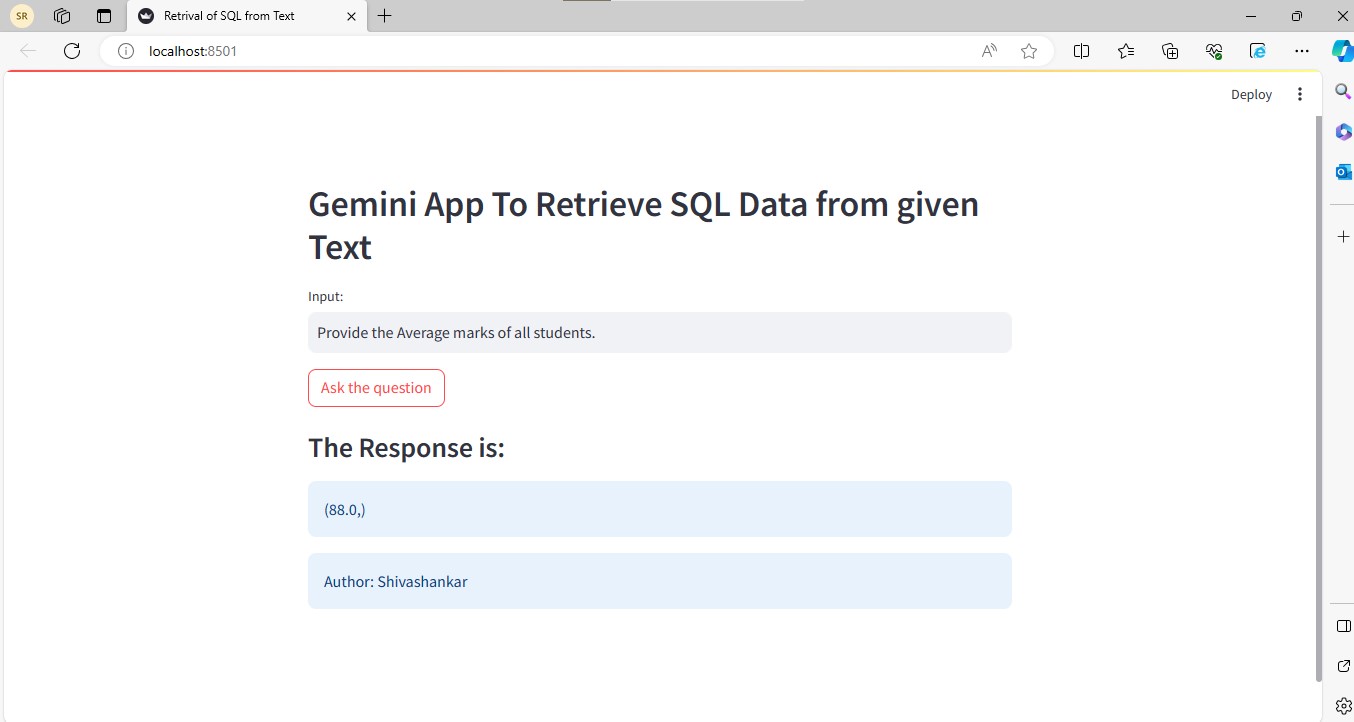 SR
Retrival of SQL from Text
localhost:8501
Deploy
Gemini App To Retrieve SQL Data from given
Text
Input:
Provide the Average marks of all students.
Ask the question
The Response is:
(88.0,)
Author: Shivashankar